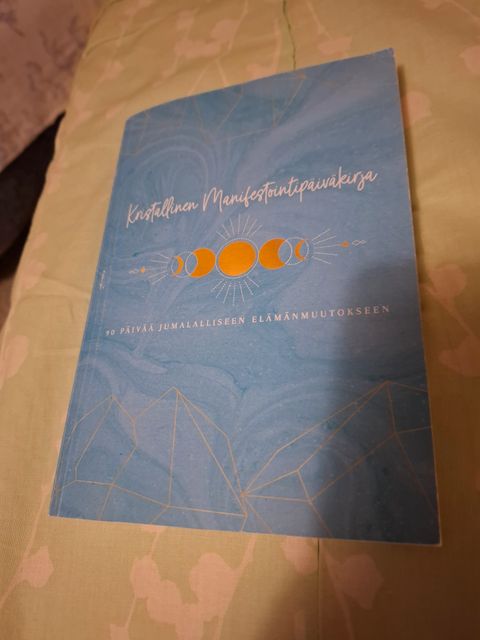 Kristallinen Manifestointipäiväkirja
90 PÄIVÄÄ JUMALALLISEEN ELÄMÄNMUUTOKSEEN